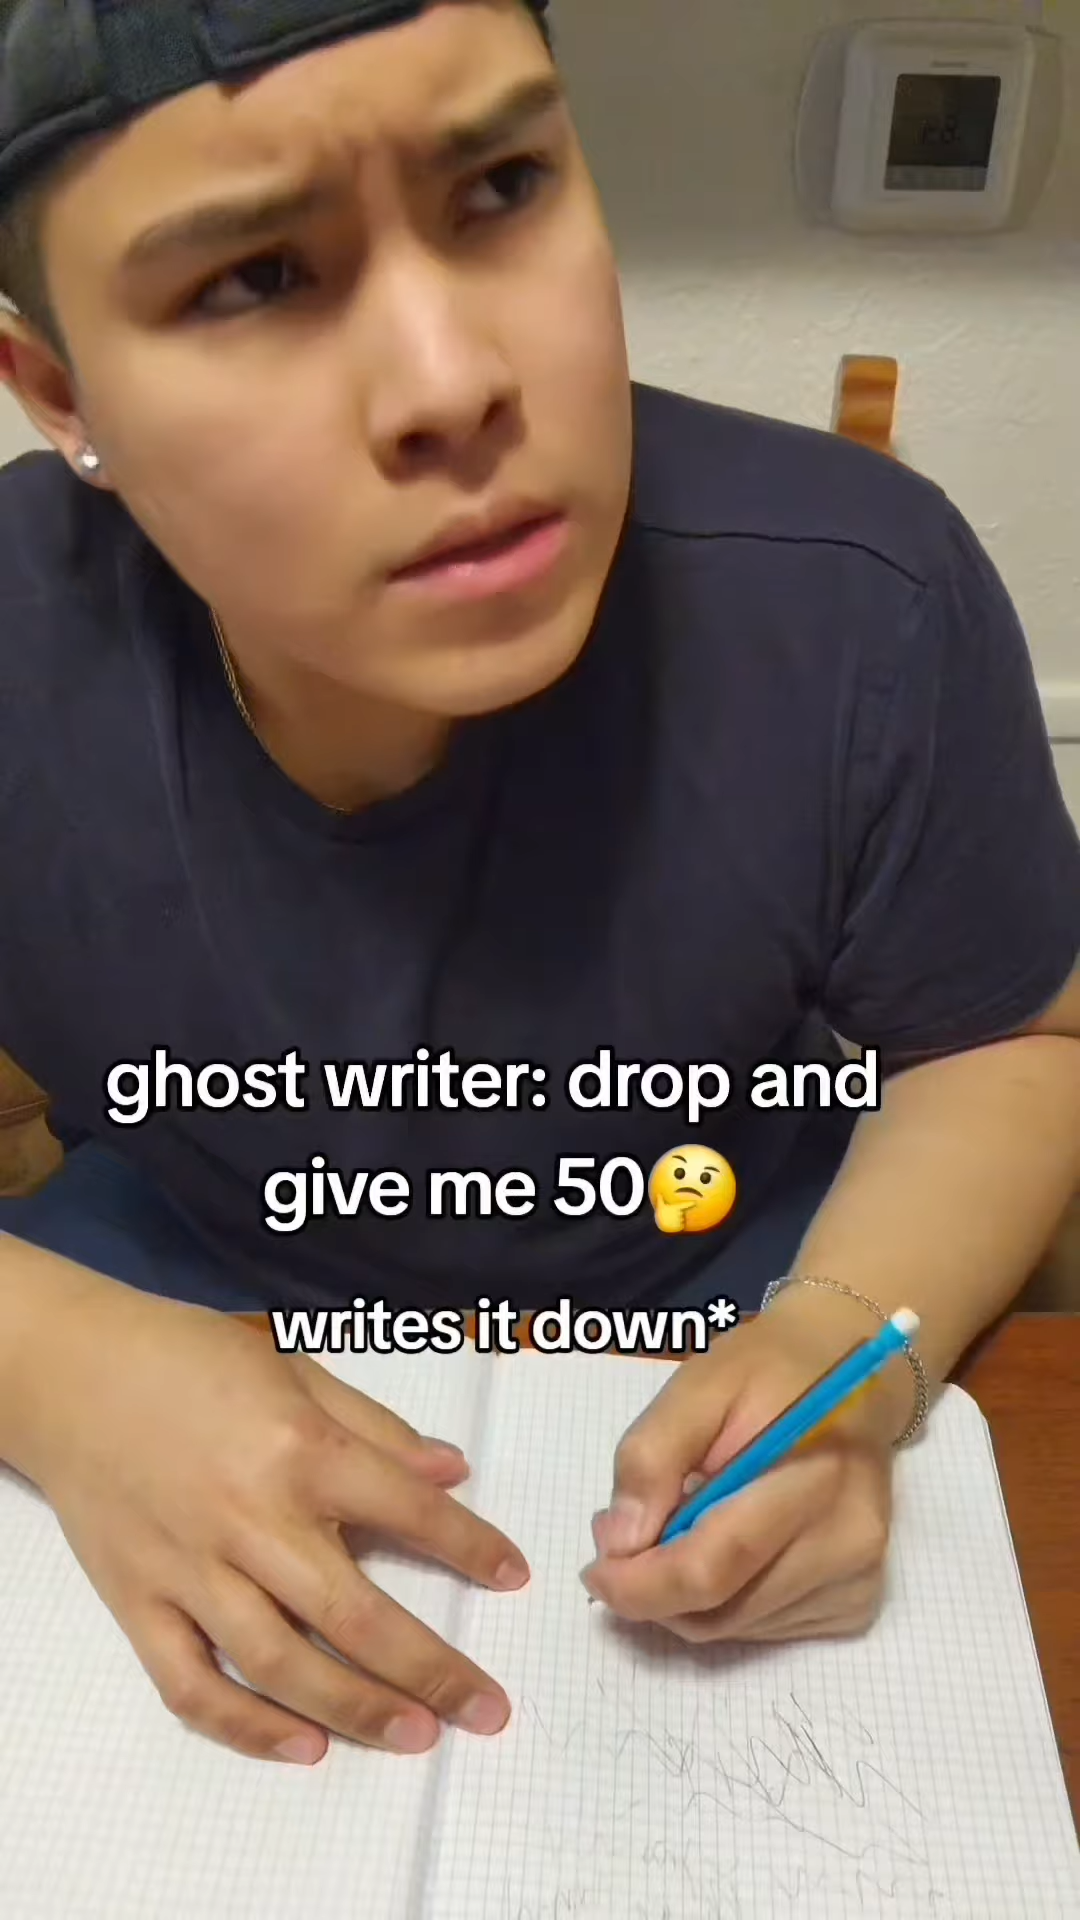 ghost writer: drop and
give me 50🤔
writes it down*